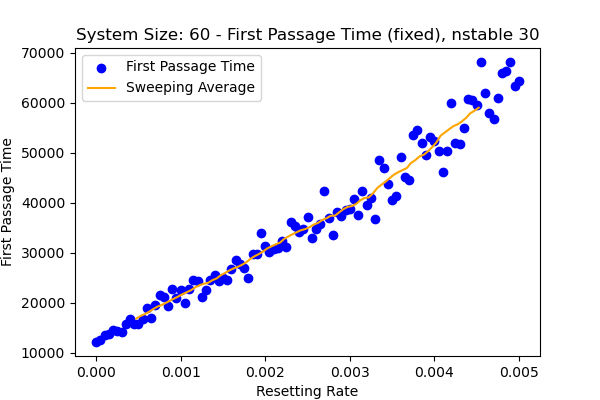 System Size: 60 - First Passage Time (fixed), nstable 30
First Passage Time
Sweeping Average
First Passage Time
70000
60000
50000
40000
30000
20000
10000
0.000 0.001 0.002 0.003 0.004 0.005
Resetting Rate